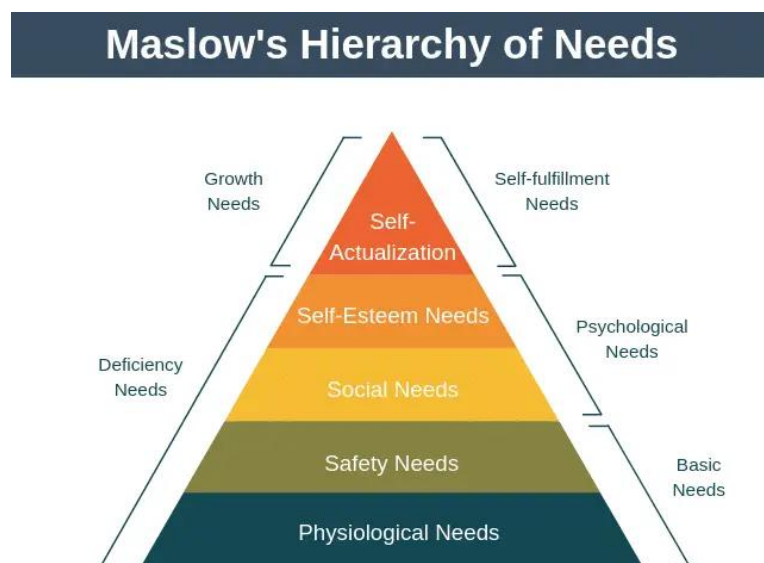 Maslow's Hierarchy of Needs
Growth
Needs
Self-fulfillment
Needs
Self-
Actualization
Self-Esteem Needs
Psychological
Needs
Deficiency
Needs
Social Needs
Safety Needs
Basic
Needs
Physiological Needs